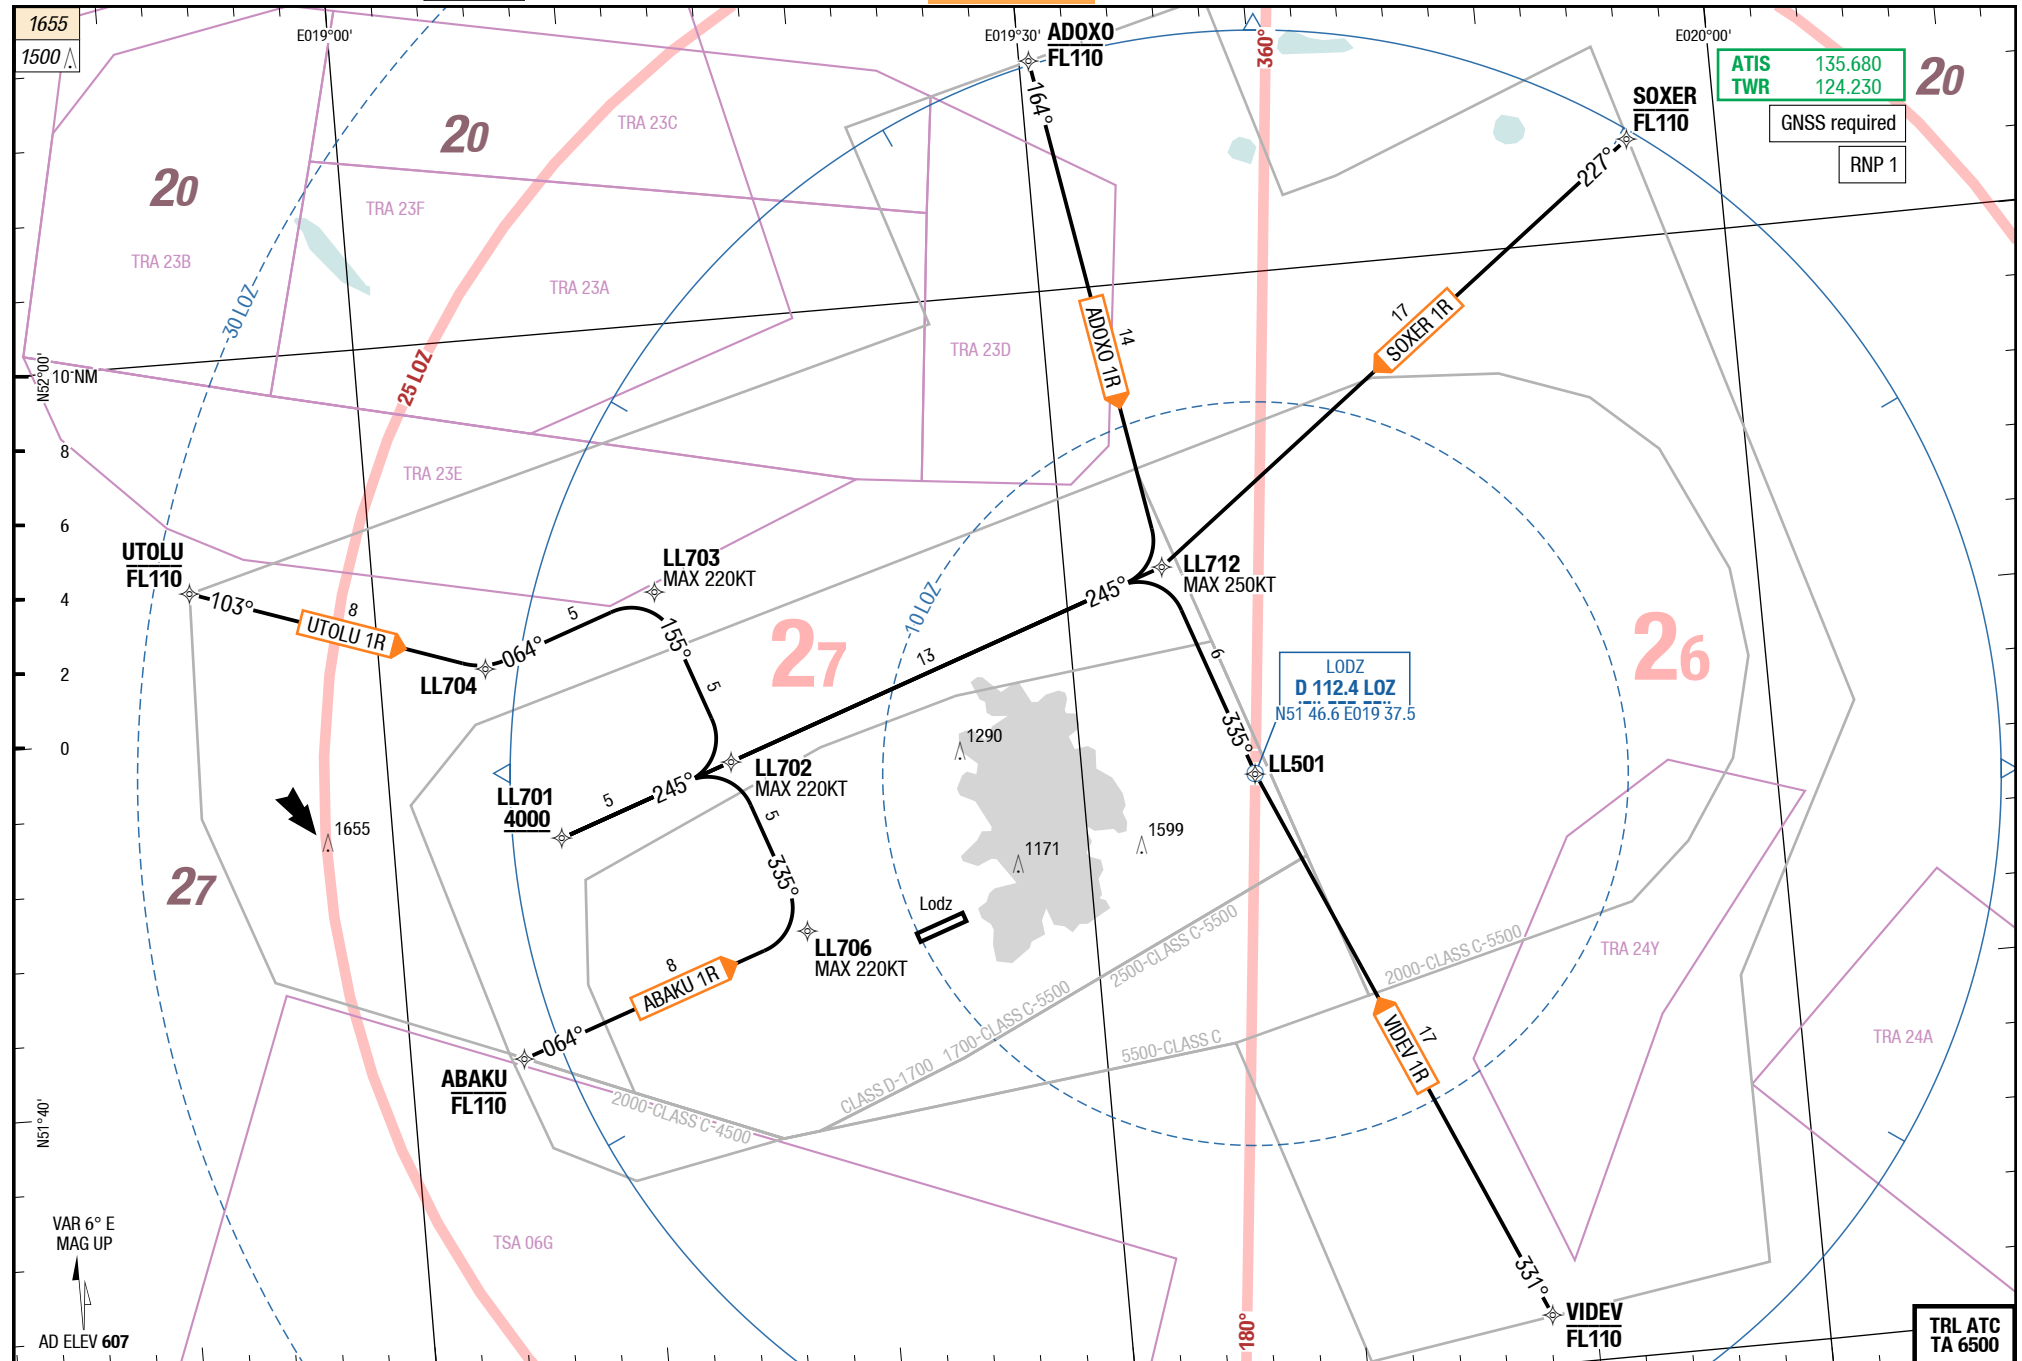 1655
1500
E019°00'
E019°30'
E020°00'
ADOXO
FL110
360°
ATIS 135.680
TWR 124.230
GNSS required
RNP 1
20
SOXER
FL110
227°
164°
20
TRA 23C
20
TRA 23F
TRA 23B
TRA 23A
30 LOZ
25 LOZ
ADOXO 1R
14
17
SOXER 1R
TRA 23D
N52°00'
10 NM
8
6
4
2
0
TRA 23E
UTOLU
FL110
103°
8
UTOLU 1R
LL703
MAX 220KT
5
064°
LL704
155°
5
10 LOZ
LL712
MAX 250KT
245°
13
27
26
6
LODZ
D 112.4 LOZ
N51 46.6 E019 37.5
335°
LL501
1290
LL702
MAX 220KT
LL701
4000
5
245°
5
335°
1655
1599
1171
27
Lodz
LL706
MAX 220KT
8
ABAKU 1R
064°
ABAKU
FL110
2500-CLASS C-5500
2000-CLASS C-5500
1700-CLASS C-5500
CLASS D-1700
5500-CLASS C
2000-CLASS C-4500
TRA 24Y
TRA 24A
17
VIDEV 1R
N51°40'
VAR 6° E
MAG UP
AD ELEV 607
TSA 06G
331°
VIDEV
FL110
180°
TRL ATC
TA 6500